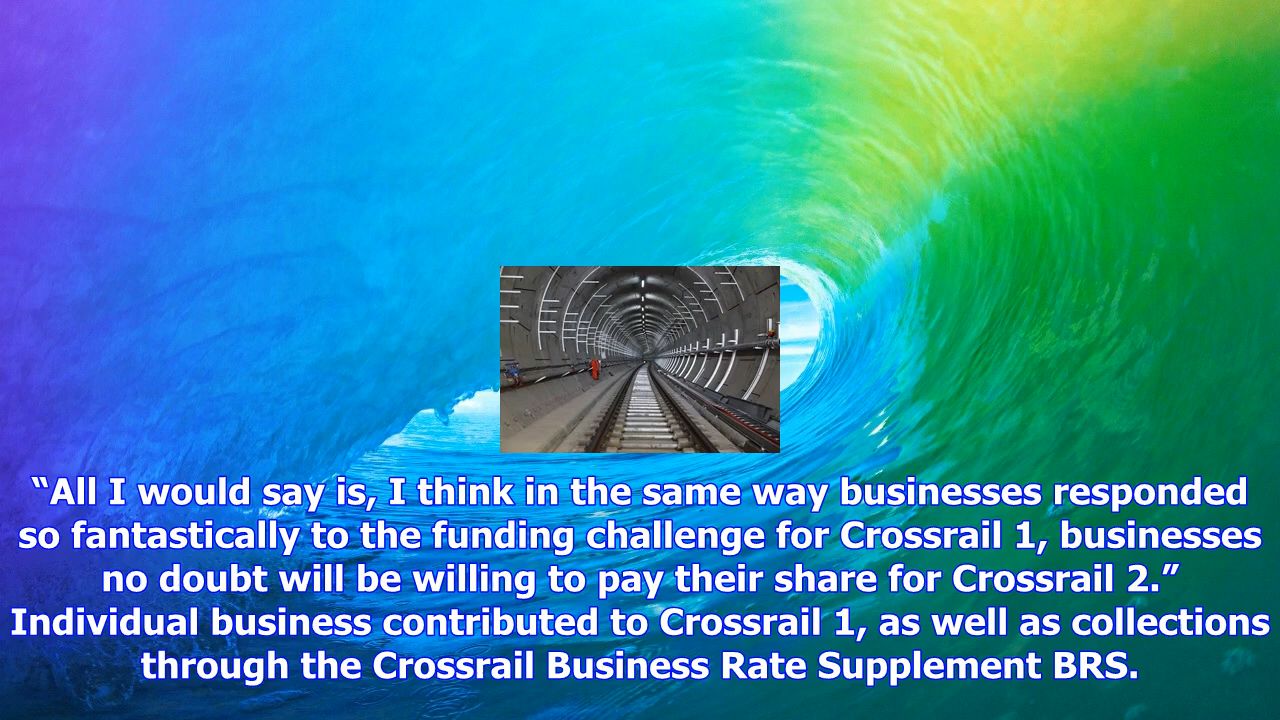 “All I would say is, I think in the same way businesses responded
so fantastically to the funding challenge for Crossrail 1, businesses
no doubt will be willing to pay their share for Crossrail 2.”
Individual business contributed to Crossrail 1, as well as collections
through the Crossrail Business Rate Supplement BRS.